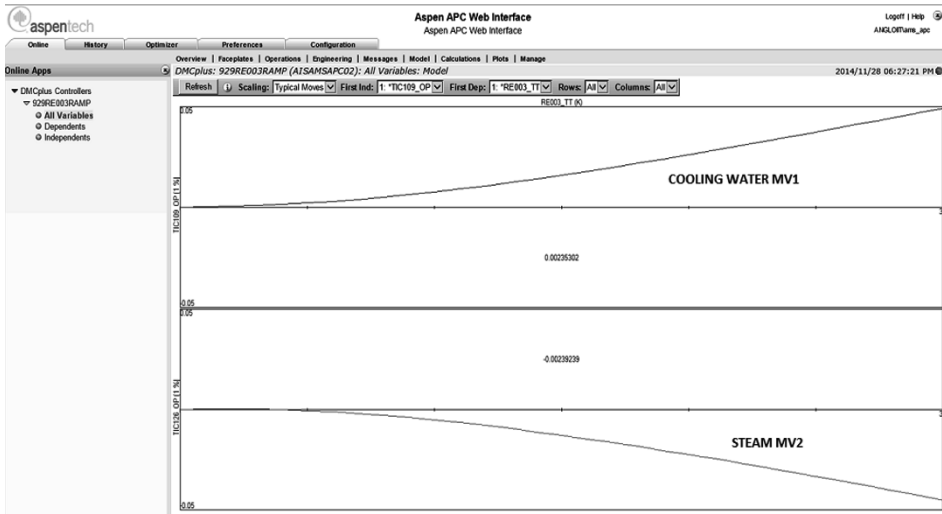 aspentech
Aspen APC Web Interface
Aspen APC Web Interface
Logoff | Help
Online History Optimizer Preferences Configuration
Overview | Faceplates | Operations | Engineering | Messages | Model | Calculations | Plots | Manage
Online Apps
DMCplus: 929RE003RAMP (AISAMSAPC02): All Variables: Model
2014/11/28 06:27:21 PM
Refresh Scaling: Typical Moves First Ind: 1: "TIC109_OP First Dep: 1: "RE003_TT Rows: All Columns: All
DMCplus Controllers
929RE003RAMP
All Variables
Dependents
Independents
RE003_TT (K)
0.05
COOLING WATER MV1
TIC109_OP [1 %]
0.00235302
-0.05
0.05
-0.00239239
TIC126_OP [1 %]
STEAM MV2
-0.05